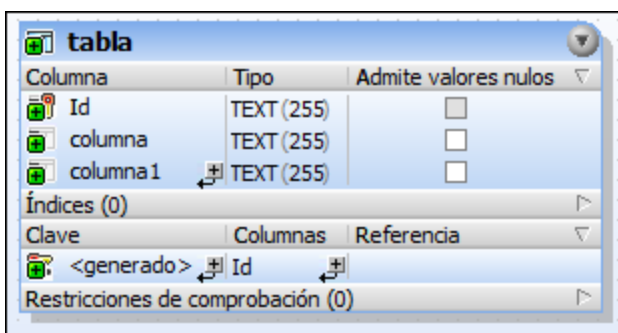 tabla
Columna Tipo Admite valores nulos
Id TEXT (255)
columna TEXT (255)
columna1 TEXT (255)
Índices (0)
Clave Columnas Referencia
<generado> Id
Restricciones de comprobación (0)